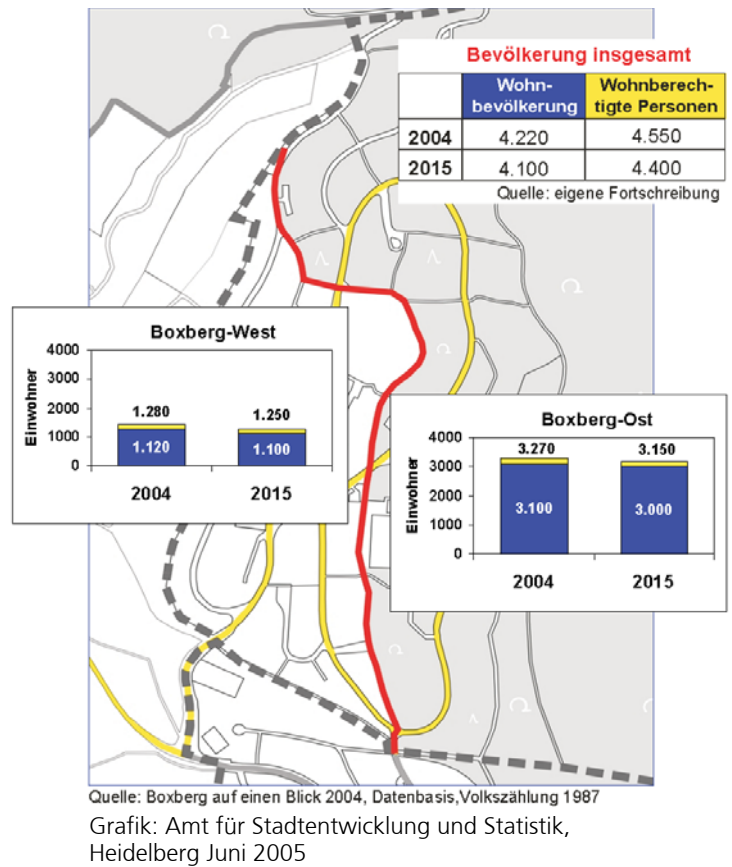 Bevölkerung insgesamt
Wohn-
bevölkerung
Wohnberech-
tigte Personen
2004 4.220 4.550
2015 4.100 4.400
Quelle: eigene Fortschreibung
Boxberg-West
Einwohner
4000
3000
2000
1000
0
1.280
1.250
1.120
1.100
2004 2015
Boxberg-Ost
Einwohner
4000
3000
2000
1000
0
3.270
3.150
3.100
3.000
2004 2015
Quelle: Boxberg auf einen Blick 2004, Datenbasis,Volkszählung 1987
Grafik: Amt für Stadtentwicklung und Statistik,
Heidelberg Juni 2005